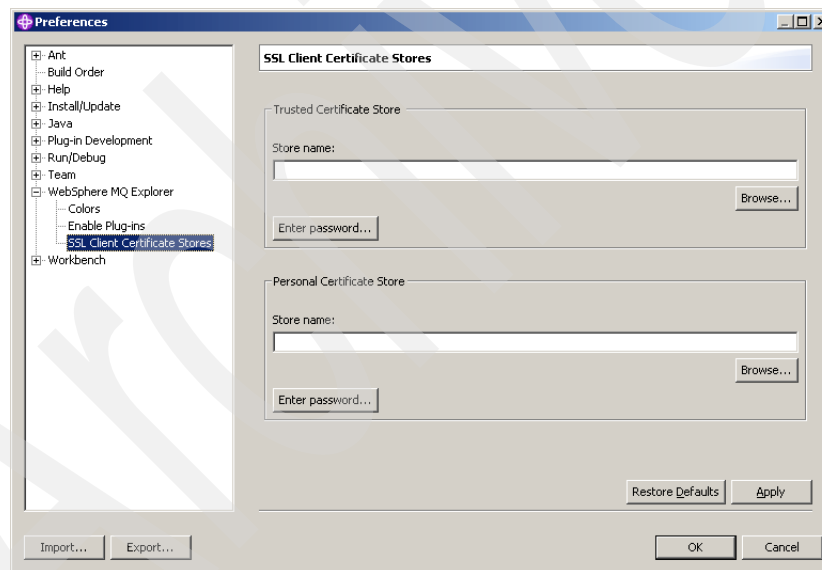 Preferences
Ant
Build Order
Help
Install/Update
Java
Plug-in Development
Run/Debug
Team
WebSphere MQ Explorer
Colors
Enable Plug-ins
SSL Client Certificate Stores
Workbench
SSL Client Certificate Stores
Trusted Certificate Store
Store name:
Browse...
Enter password...
Personal Certificate Store
Store name:
Browse...
Enter password...
Restore Defaults
Apply
Import...
Export...
OK
Cancel